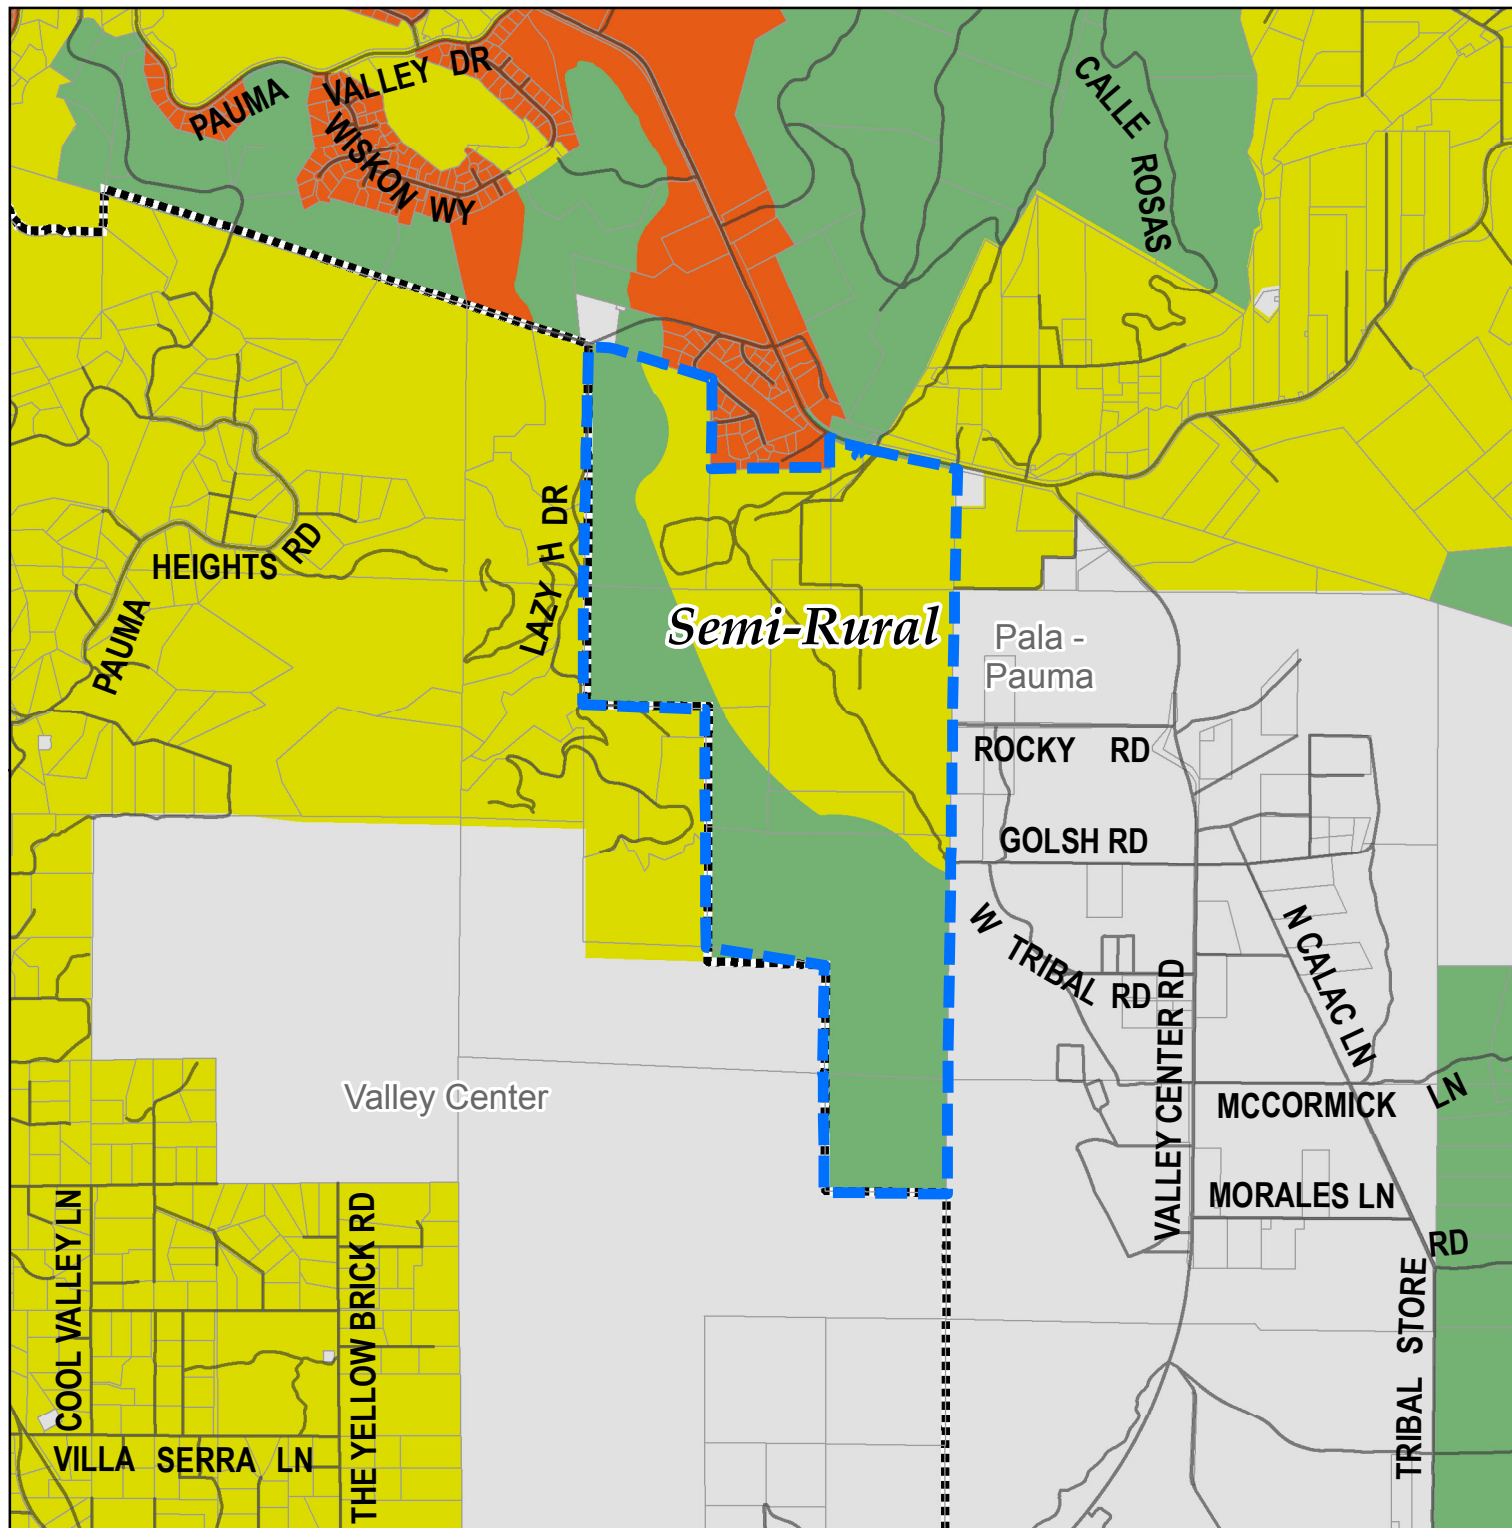 PAUMA VALLEY DR
WISKON WY
CALLE ROSAS
LAZY H DR
PAUMA HEIGHTS RD
Semi-Rural
Pala -
Pauma
ROCKY RD
GOLSH RD
W TRIBAL RD
N CALAC LN
VALLEY CENTER RD
Valley Center
MCCORMICK LN
MORALES LN
TRIBAL STORE RD
COOL VALLEY LN
THE YELLOW BRICK RD
VILLA SERRA LN